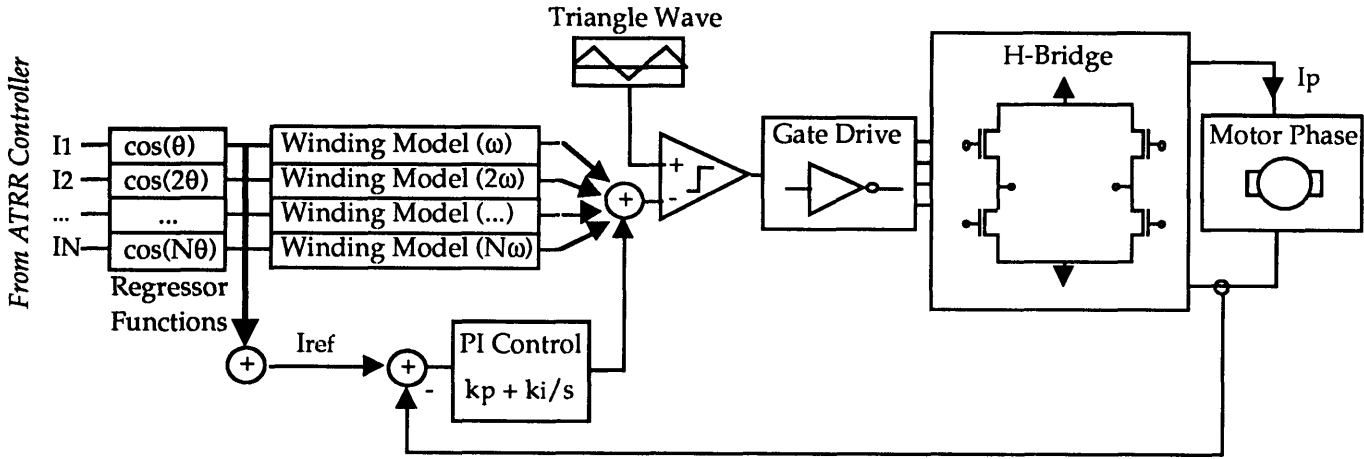 Triangle Wave
From ATRR Controller
I1
cos(θ)
Winding Model (ω)
I2
cos(2θ)
Winding Model (2ω)
...
...
Winding Model (...)
IN
cos(Nθ)
Winding Model (Nω)
Regressor
Functions
+
+
-
Gate Drive
H-Bridge
Ip
Motor Phase
+
Iref
+
-
PI Control
kp + ki/s